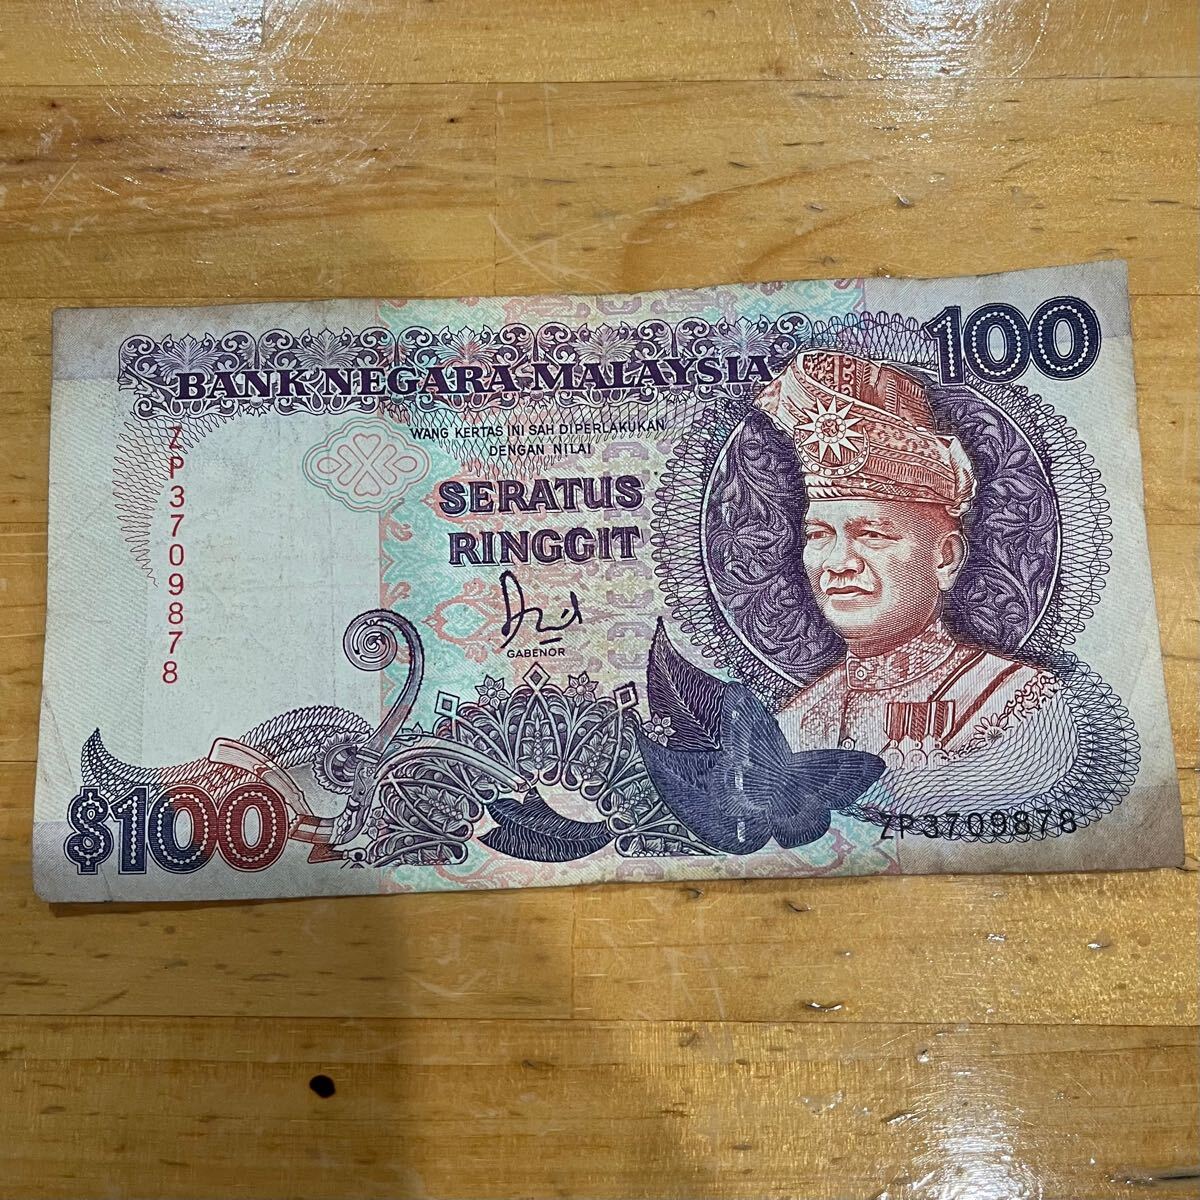 100
BANK NEGARA MALAYSIA
WANG KERTAS INI SAH DIPERLAKUKAN
DENGAN NILAI
SERATUS
RINGGIT
ZP3709878
GABENOR
$100
ZP3709878